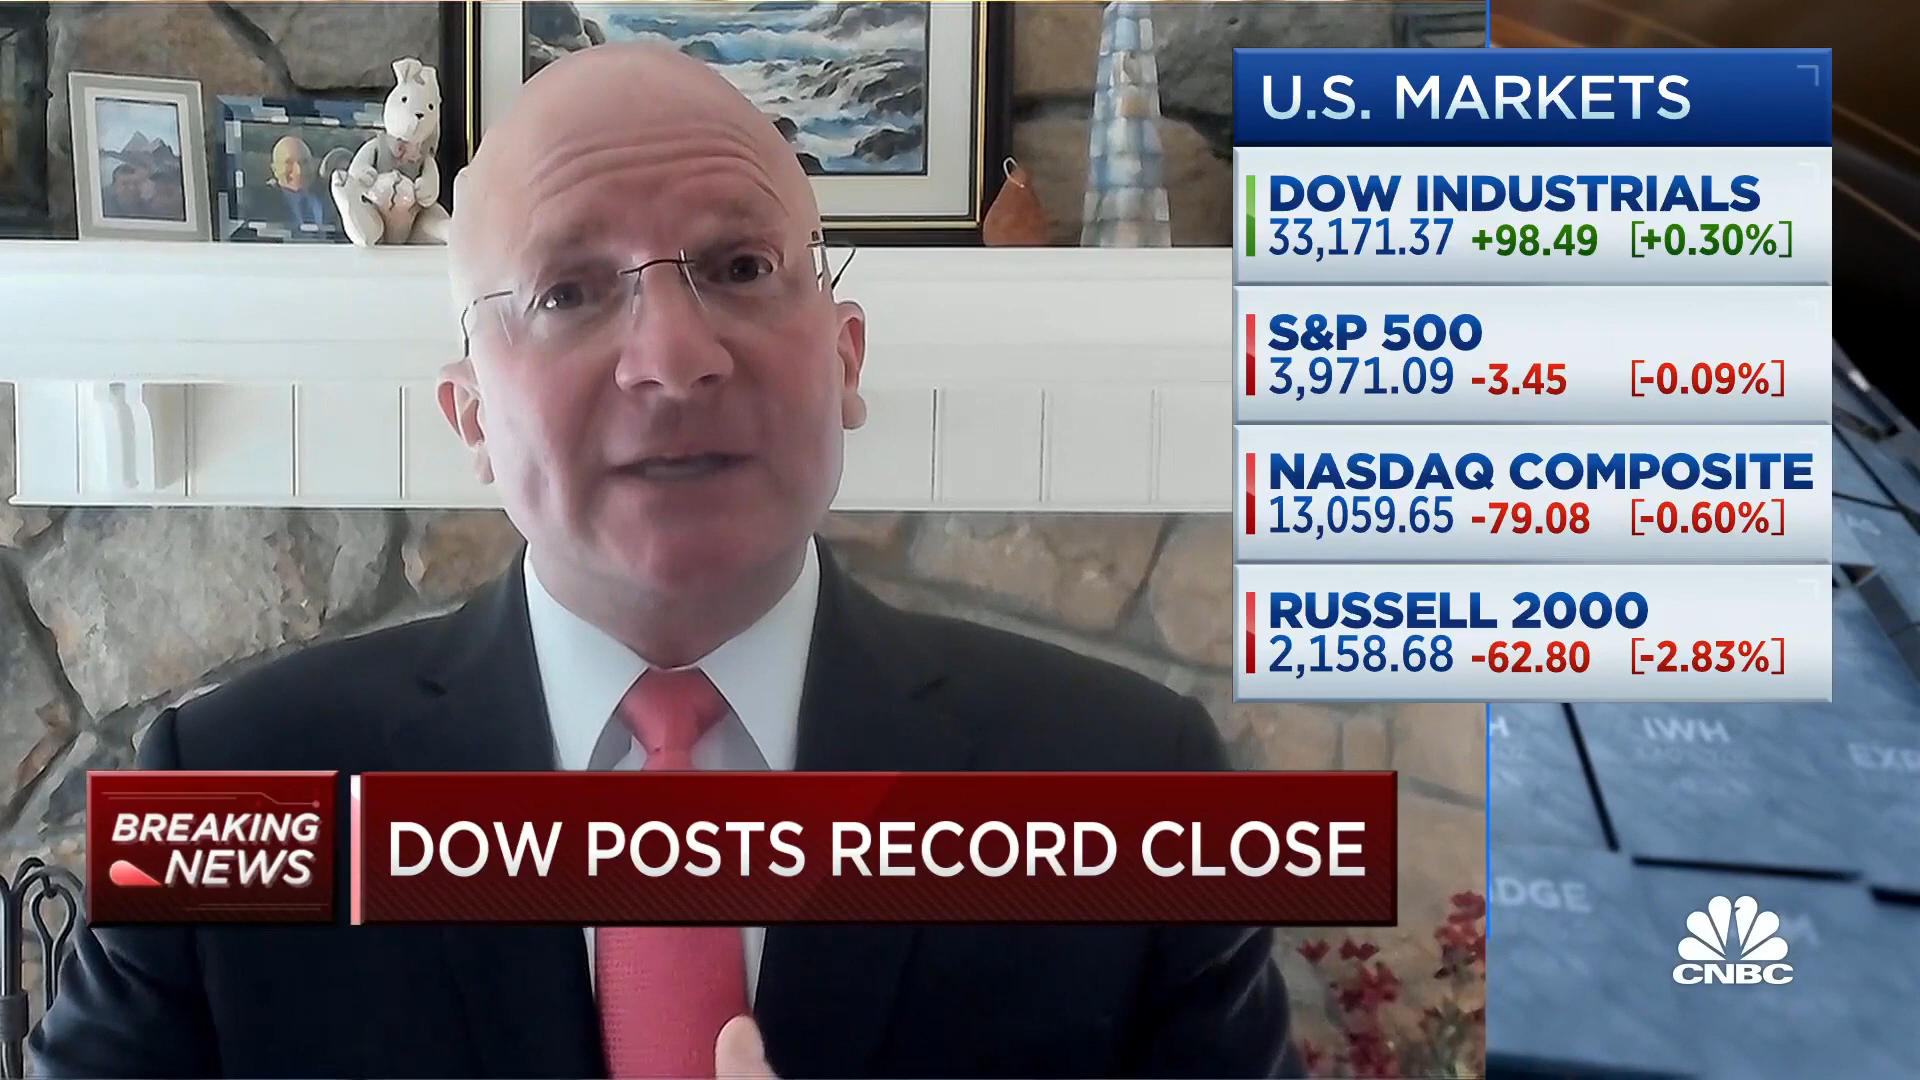 U.S. MARKETS
DOW INDUSTRIALS
33,171.37 +98.49 [+0.30%]
S&P 500
3,971.09 -3.45 [-0.09%]
NASDAQ COMPOSITE
13,059.65 -79.08 [-0.60%]
RUSSELL 2000
2,158.68 -62.80 [-2.83%]
IWH
BREAKING
NEWS
DOW POSTS RECORD CLOSE
CNBC